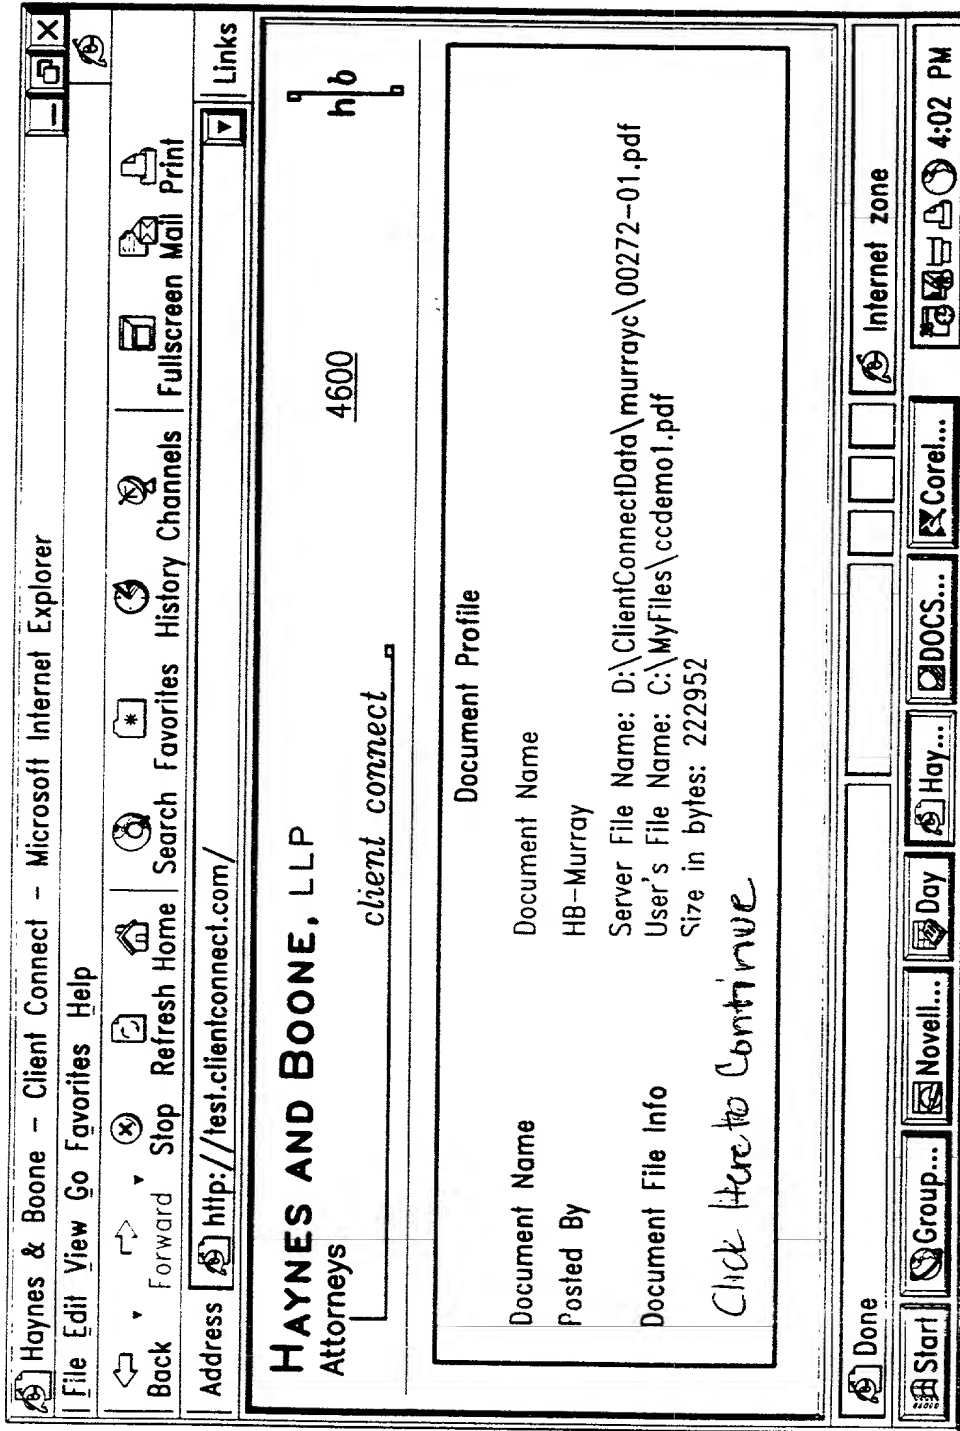 Haynes & Boone – Client Connect – Microsoft Internet Explorer
File Edit View Go Favorites Help
Back Forward Stop Refresh Home Search Favorites History Channels Fullscreen Mail Print
Address http://test.clientconnect.com/ Links
HAYNES AND BOONE, LLP
Attorneys
client connect
4600
h b
Document Profile
Document Name Document Name
Posted By HB-Murray
Document File Info Server File Name: D:\ClientConnectData\murrayc\00272-01.pdf
User's File Name: C:\MyFiles\ccdemo1.pdf
Size in bytes: 222952
Click Here to Continue
Done Internet zone
Start Group... Novell... Day Hay... DOCS... Corel... 4:02 PM